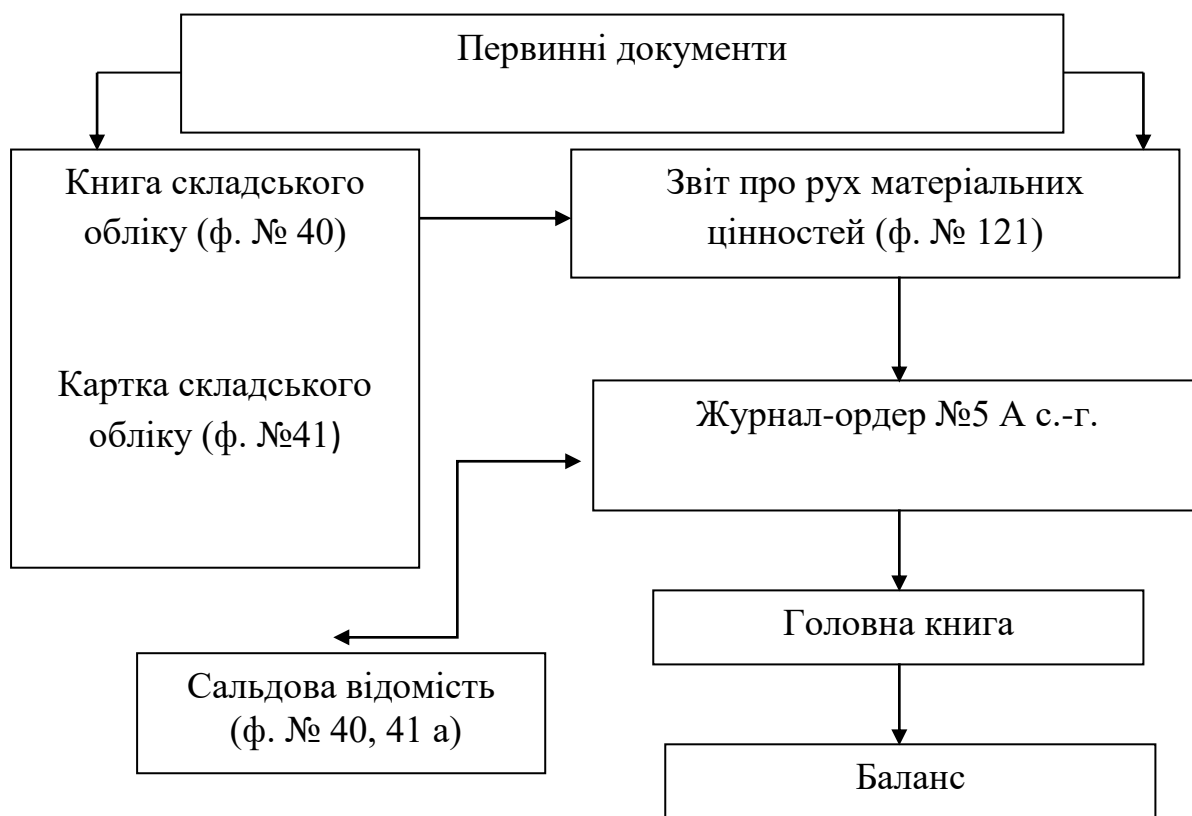 Первинні документи
Книга складського
обліку (ф. № 40)
Звіт про рух матеріальних
цінностей (ф. № 121)
Картка складського
обліку (ф. №41)
Журнал-ордер №5 А с.-г.
Головна книга
Сальдова відомість
(ф. № 40, 41 а)
Баланс